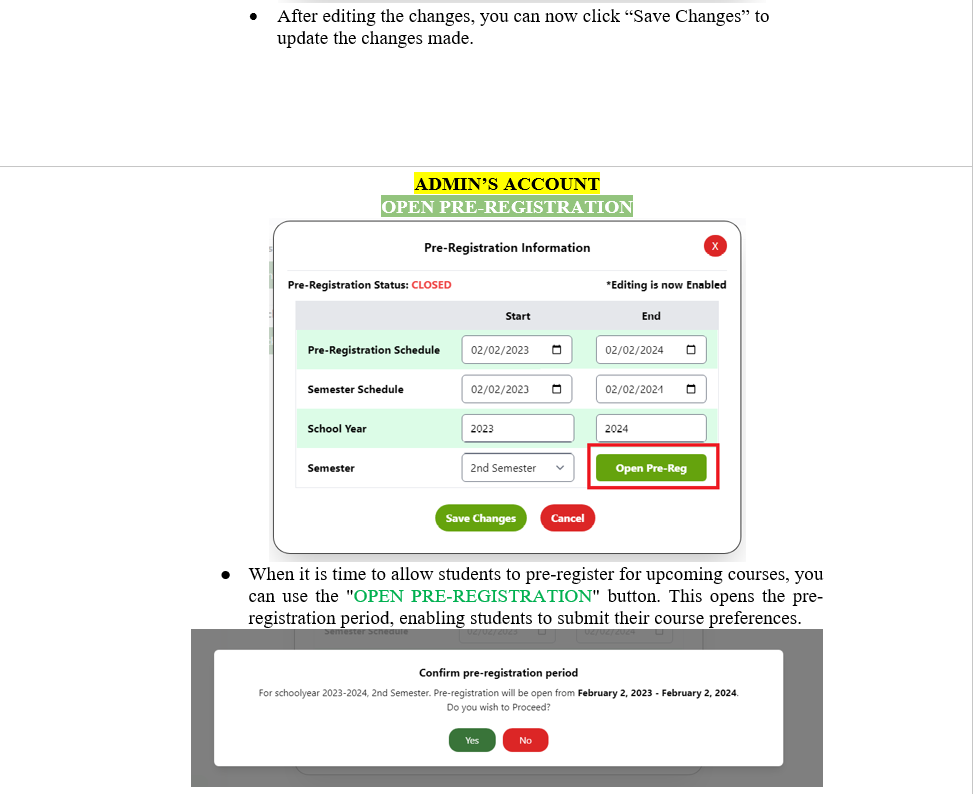 ● After editing the changes, you can now click “Save Changes” to
update the changes made.
ADMIN’S ACCOUNT
OPEN PRE-REGISTRATION
Pre-Registration Information X
Pre-Registration Status: CLOSED *Editing is now Enabled
Start End
Pre-Registration Schedule 02/02/2023 02/02/2024
Semester Schedule 02/02/2023 02/02/2024
School Year 2023 2024
Semester 2nd Semester Open Pre-Reg
Save Changes Cancel
● When it is time to allow students to pre-register for upcoming courses, you
can use the "OPEN PRE-REGISTRATION" button. This opens the pre-
registration period, enabling students to submit their course preferences.
Semester Schedule 02/02/2023 02/02/2024
Confirm pre-registration period
For schoolyear 2023-2024, 2nd Semester. Pre-registration will be open from February 2, 2023 - February 2, 2024.
Do you wish to Proceed?
Yes No